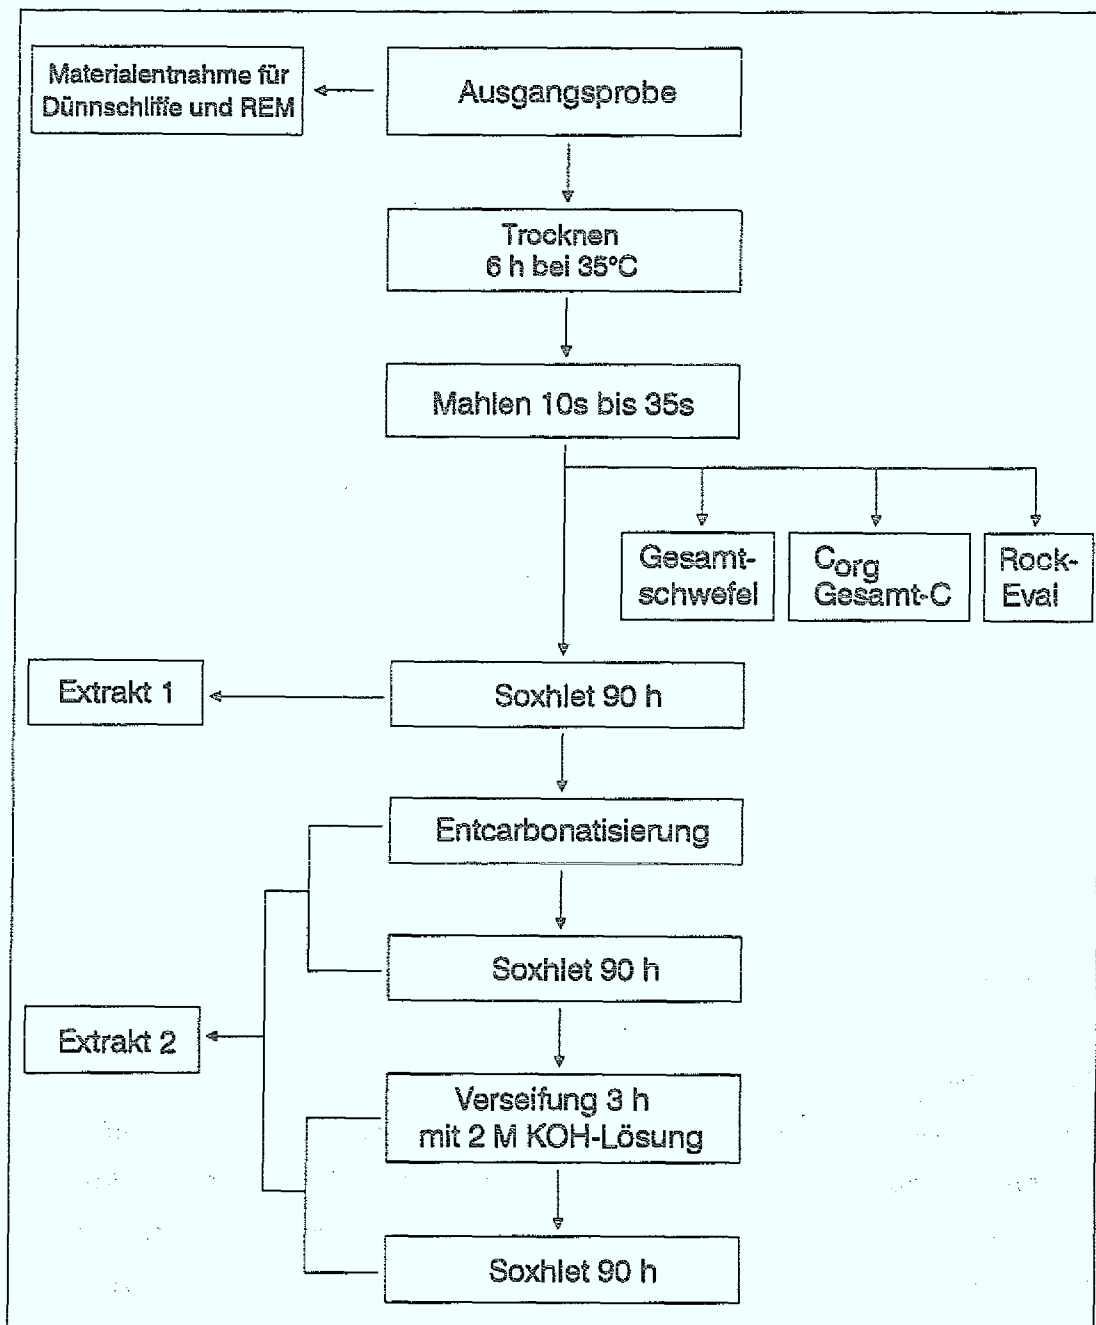 Materialentnahme für
Dünnschliffe und REM
Ausgangsprobe
Trocknen
6 h bei 35°C
Mahlen 10s bis 35s
Gesamt-
schwefel
Corg
Gesamt-C
Rock-
Eval
Extrakt 1
Soxhlet 90 h
Entcarbonatisierung
Soxhlet 90 h
Extrakt 2
Verseifung 3 h
mit 2 M KOH-Lösung
Soxhlet 90 h